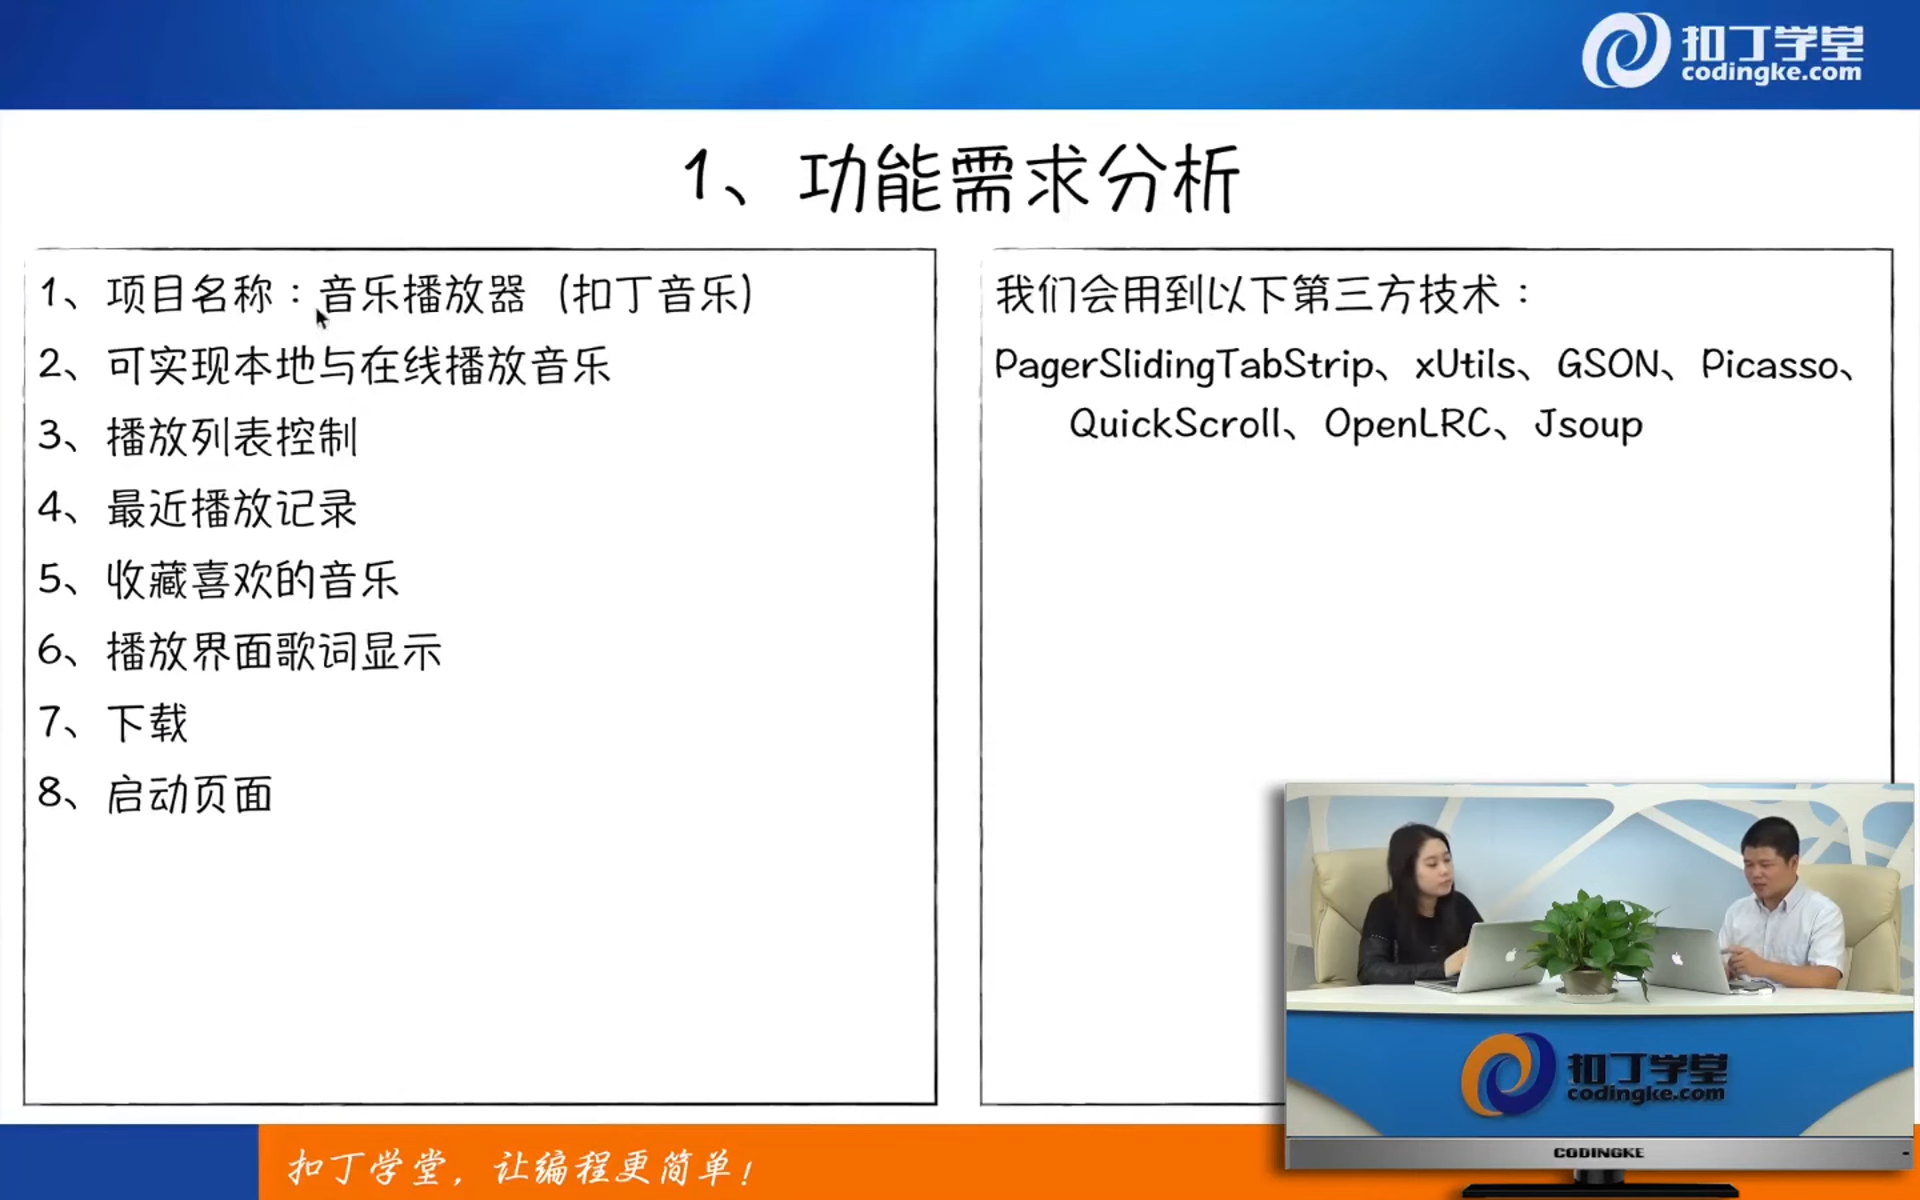 扣丁学堂
codingke.com
1、功能需求分析
1、项目名称：音乐播放器（扣丁音乐）
2、可实现本地与在线播放音乐
3、播放列表控制
4、最近播放记录
5、收藏喜欢的音乐
6、播放界面歌词显示
7、下载
8、启动页面
我们会用到以下第三方技术：
PagerSlidingTabStrip、xUtils、GSON、Picasso、
QuickScroll、OpenLRC、Jsoup
扣丁学堂
codingke.com
CODINGKE
扣丁学堂，让编程更简单！